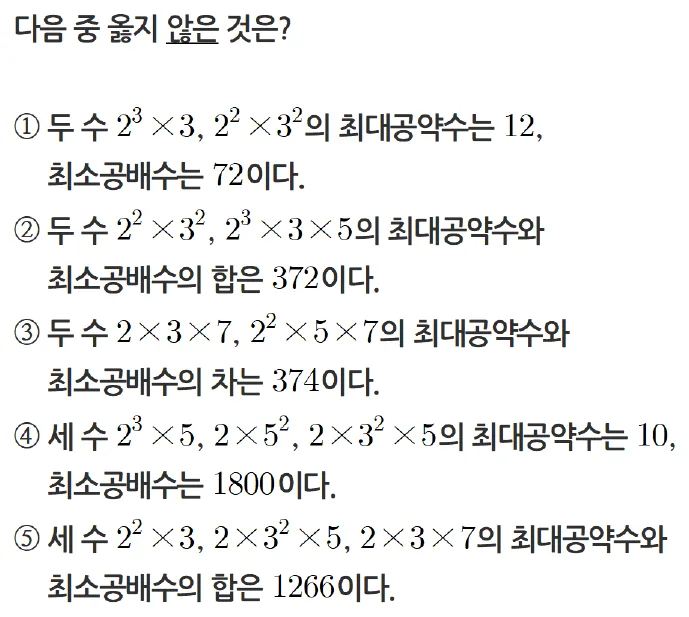 다음 중 옳지 않은 것은?
① 두 수 2³×3, 2²×3²의 최대공약수는 12,
최소공배수는 72이다.
② 두 수 2²×3², 2³×3×5의 최대공약수와
최소공배수의 합은 372이다.
③ 두 수 2×3×7, 2²×5×7의 최대공약수와
최소공배수의 차는 374이다.
④ 세 수 2³×5, 2×5², 2×3²×5의 최대공약수는 10,
최소공배수는 1800이다.
⑤ 세 수 2²×3, 2×3²×5, 2×3×7의 최대공약수와
최소공배수의 합은 1266이다.